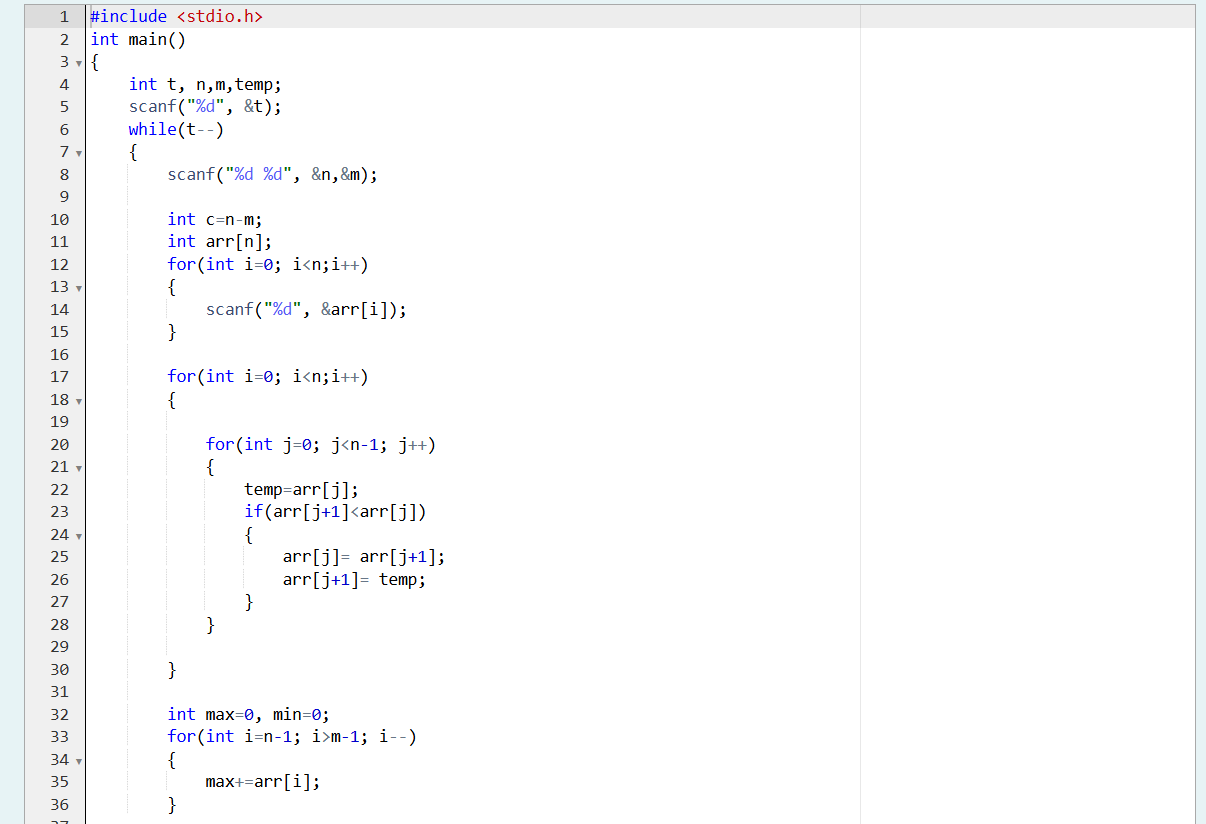 1 #include <stdio.h>
2 int main()
3 {
4 int t, n,m,temp;
5 scanf("%d", &t);
6 while(t--)
7 {
8 scanf("%d %d", &n,&m);
9
10 int c=n-m;
11 int arr[n];
12 for(int i=0; i<n;i++)
13 {
14 scanf("%d", &arr[i]);
15 }
16
17 for(int i=0; i<n;i++)
18 {
19
20 for(int j=0; j<n-1; j++)
21 {
22 temp=arr[j];
23 if(arr[j+1]<arr[j])
24 {
25 arr[j]= arr[j+1];
26 arr[j+1]= temp;
27 }
28 }
29
30 }
31
32 int max=0, min=0;
33 for(int i=n-1; i>m-1; i--)
34 {
35 max+=arr[i];
36 }